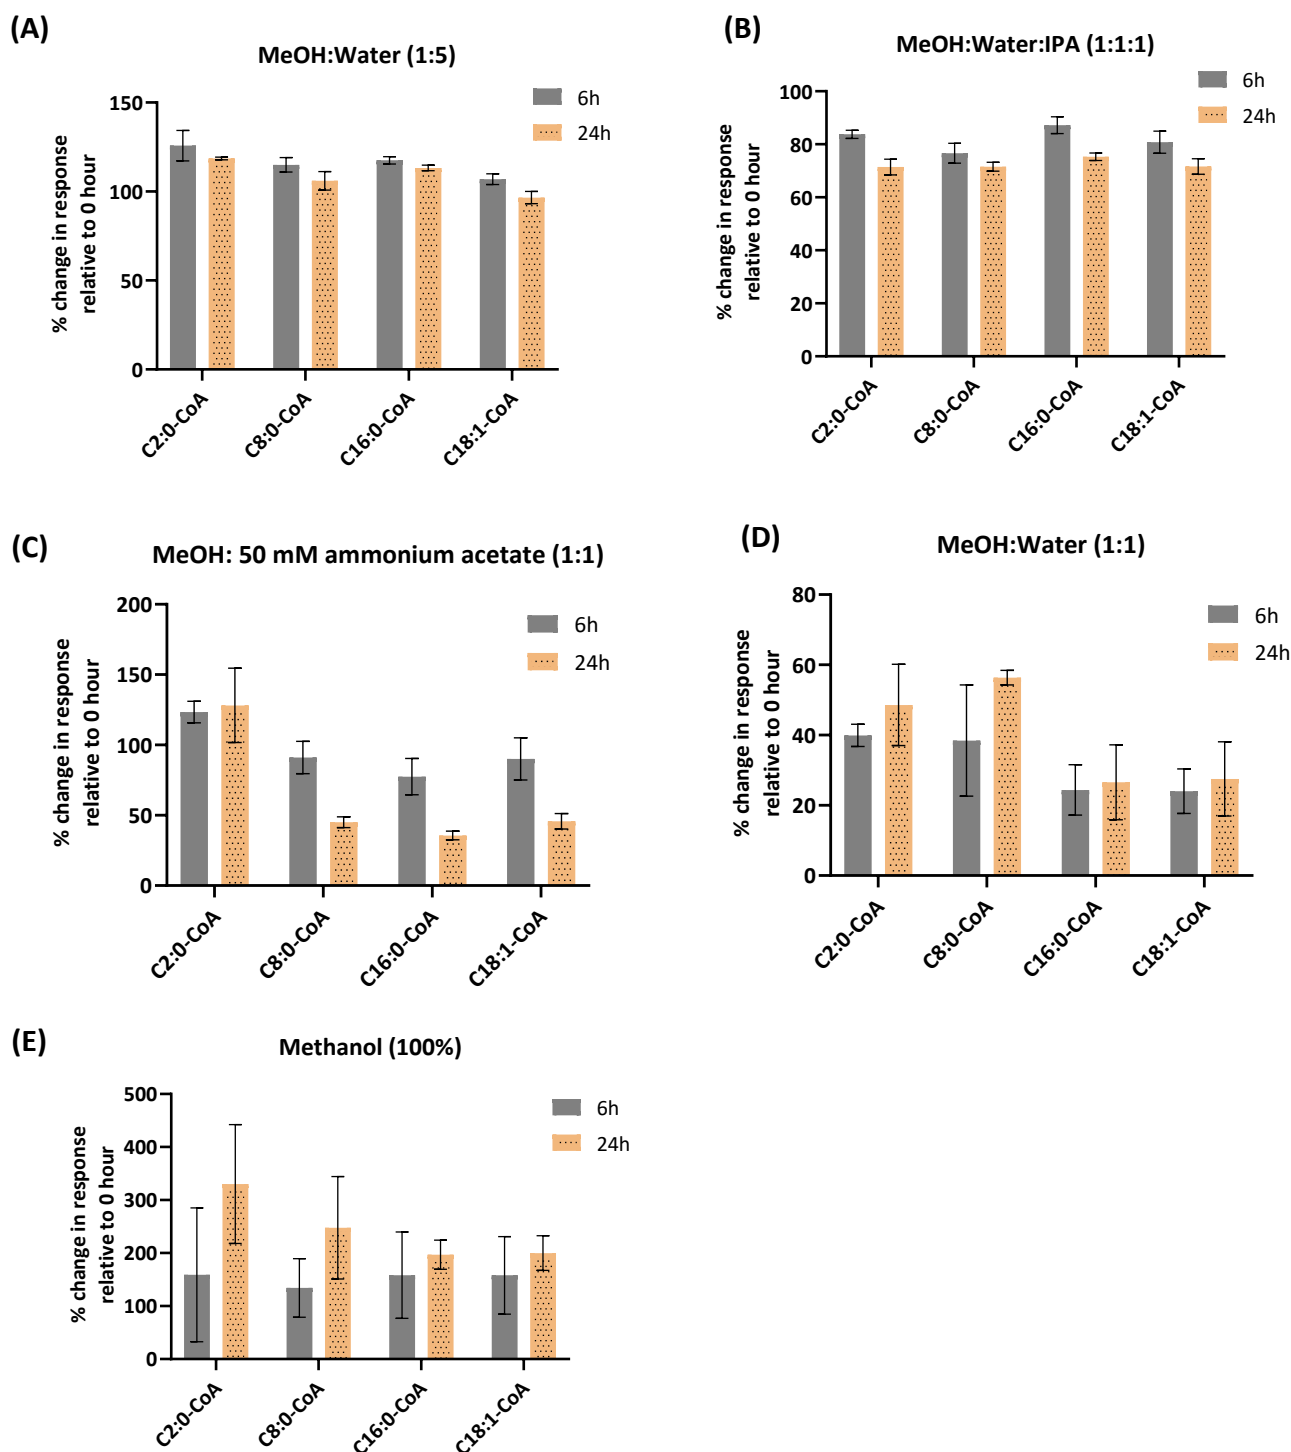 (A)
MeOH:Water (1:5)
% change in response
relative to 0 hour
150
100
50
0
6h
24h
C2:0-CoA
C8:0-CoA
C16:0-CoA
C18:1-CoA
(B)
MeOH:Water:IPA (1:1:1)
% change in response
relative to 0 hour
100
80
60
40
20
0
6h
24h
C2:0-CoA
C8:0-CoA
C16:0-CoA
C18:1-CoA
(C)
MeOH: 50 mM ammonium acetate (1:1)
% change in response
relative to 0 hour
200
150
100
50
0
6h
24h
C2:0-CoA
C8:0-CoA
C16:0-CoA
C18:1-CoA
(D)
MeOH:Water (1:1)
% change in response
relative to 0 hour
80
60
40
20
0
6h
24h
C2:0-CoA
C8:0-CoA
C16:0-CoA
C18:1-CoA
(E)
Methanol (100%)
% change in response
relative to 0 hour
500
400
300
200
100
0
6h
24h
C2:0-CoA
C8:0-CoA
C16:0-CoA
C18:1-CoA